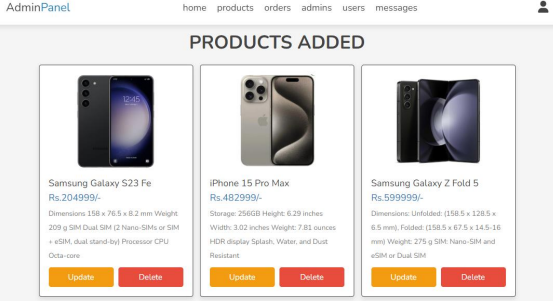 AdminPanel home products orders admins users messages
PRODUCTS ADDED
12:45
Samsung Galaxy S23 Fe
Rs.204999/-
Dimensions 158 x 76.5 x 8.2 mm Weight
209 g SIM Dual SIM (2 Nano-SIMs or SIM
+ eSIM, dual stand-by) Processor CPU
Octa-core
Update Delete
iPhone 15 Pro Max
Rs.482999/-
Storage: 256GB Height: 6.29 inches
Width: 3.02 inches Weight: 7.81 ounces
HDR display Splash, Water, and Dust
Resistant
Update Delete
Samsung Galaxy Z Fold 5
Rs.599999/-
Dimensions: Unfolded: (158.5 x 128.5 x
6.5 mm), Folded: (158.5 x 67.5 x 14.5-16
mm) Weight: 275 g SIM: Nano-SIM and
eSIM or Dual SIM
Update Delete